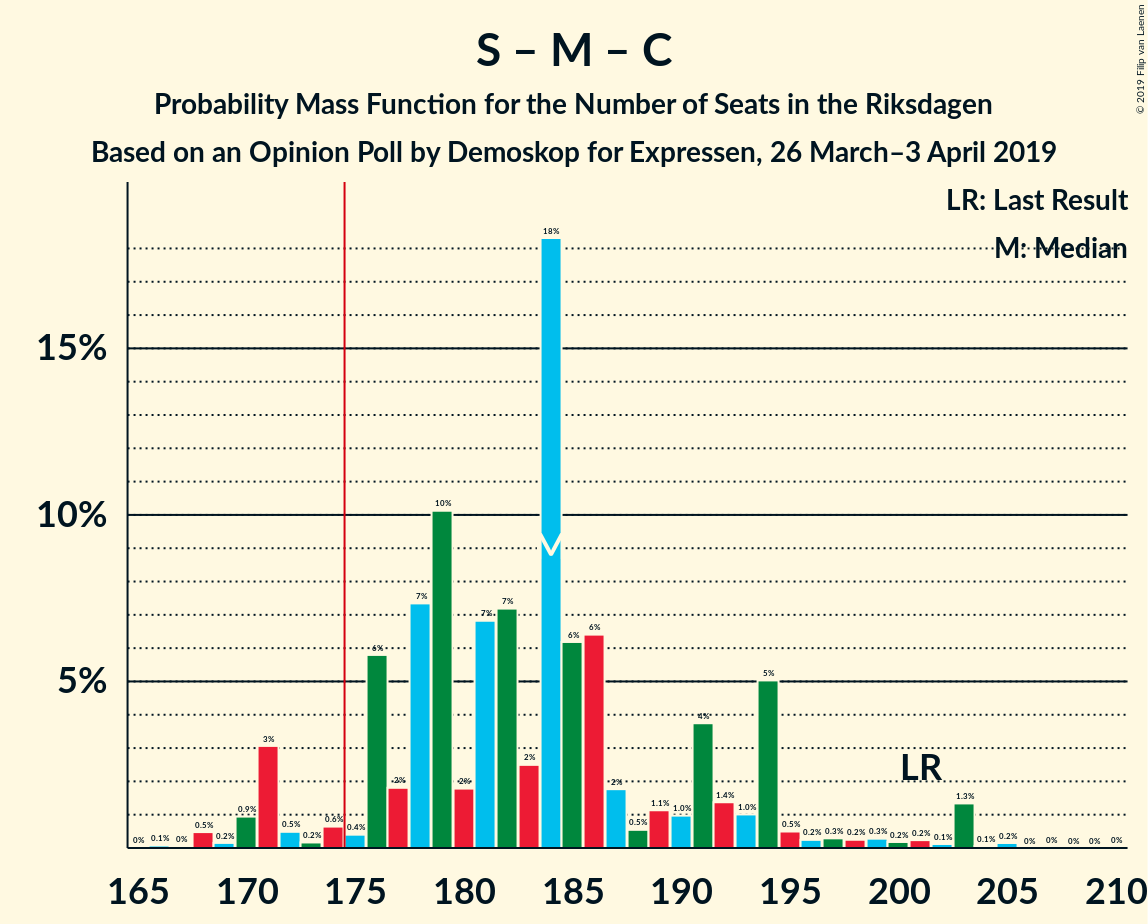 S – M – C
Probability Mass Function for the Number of Seats in the Riksdagen
Based on an Opinion Poll by Demoskop for Expressen, 26 March–3 April 2019
© 2019 Filip van Laenen
LR: Last Result
M: Median
15%
10%
5%
0% 0.1% 0% 0.5% 0.2% 0.9% 3% 0.5% 0.2% 0.6% 0.4% 6% 2% 7% 10% 2% 7% 7% 2% 18% 6% 6% 2% 0.5% 1.1% 1.0% 4% 1.4% 1.0% 5% 0.5% 0.2% 0.3% 0.2% 0.3% 0.2% 0.2% 0.1% 1.3% 0.1% 0.2% 0% 0% 0% 0% 0%
M
LR
165 170 175 180 185 190 195 200 205 210